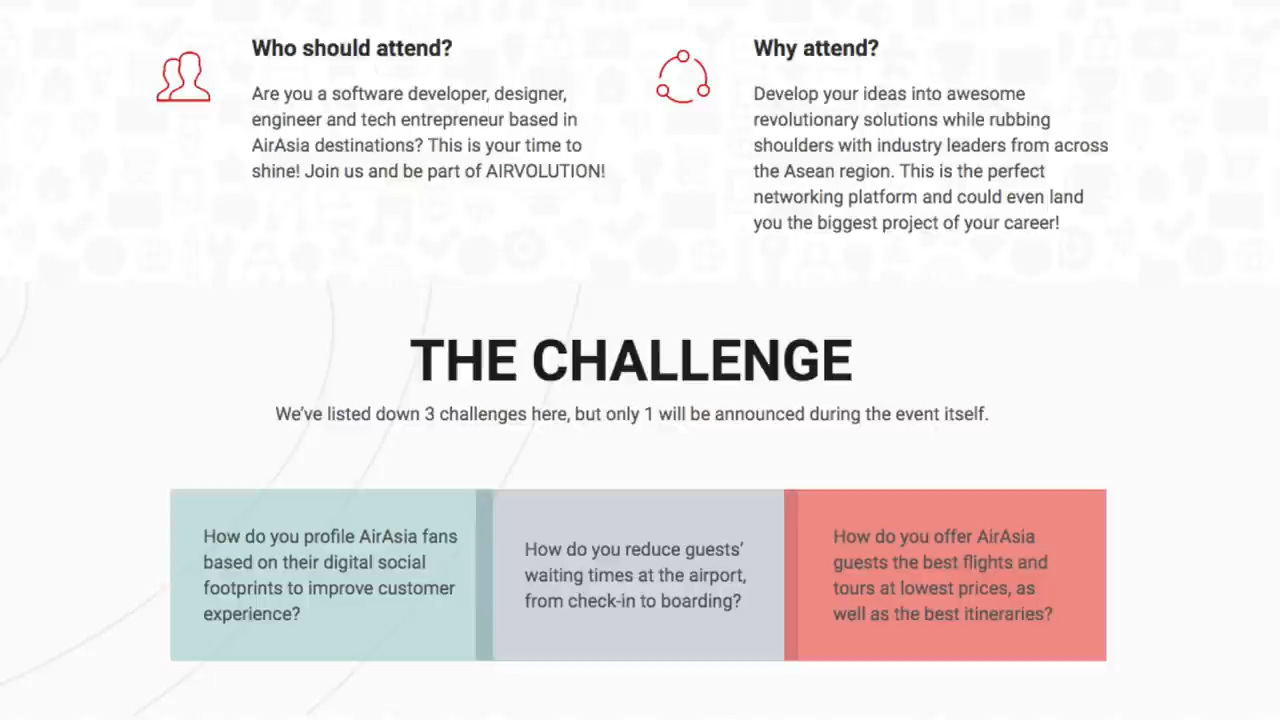 Who should attend?
Are you a software developer, designer,
engineer and tech entrepreneur based in
AirAsia destinations? This is your time to
shine! Join us and be part of AIRVOLUTION!
Why attend?
Develop your ideas into awesome
revolutionary solutions while rubbing
shoulders with industry leaders from across
the Asean region. This is the perfect
networking platform and could even land
you the biggest project of your career!
THE CHALLENGE
We've listed down 3 challenges here, but only 1 will be announced during the event itself.
How do you profile AirAsia fans
based on their digital social
footprints to improve customer
experience?
How do you reduce guests'
waiting times at the airport,
from check-in to boarding?
How do you offer AirAsia
guests the best flights and
tours at lowest prices, as
well as the best itineraries?